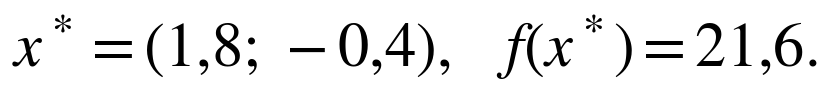 x* = (1,8; − 0,4), f(x*) = 21,6.